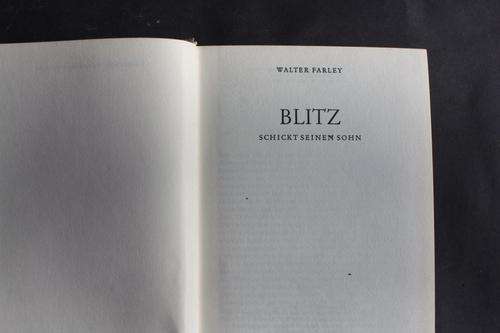 WALTER FARLEY
BLITZ
SCHICKT SEINEN SOHN